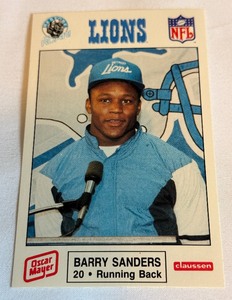 LIONS
NFL
Lions
Oscar
Mayer
BARRY SANDERS
20 • Running Back
claussen